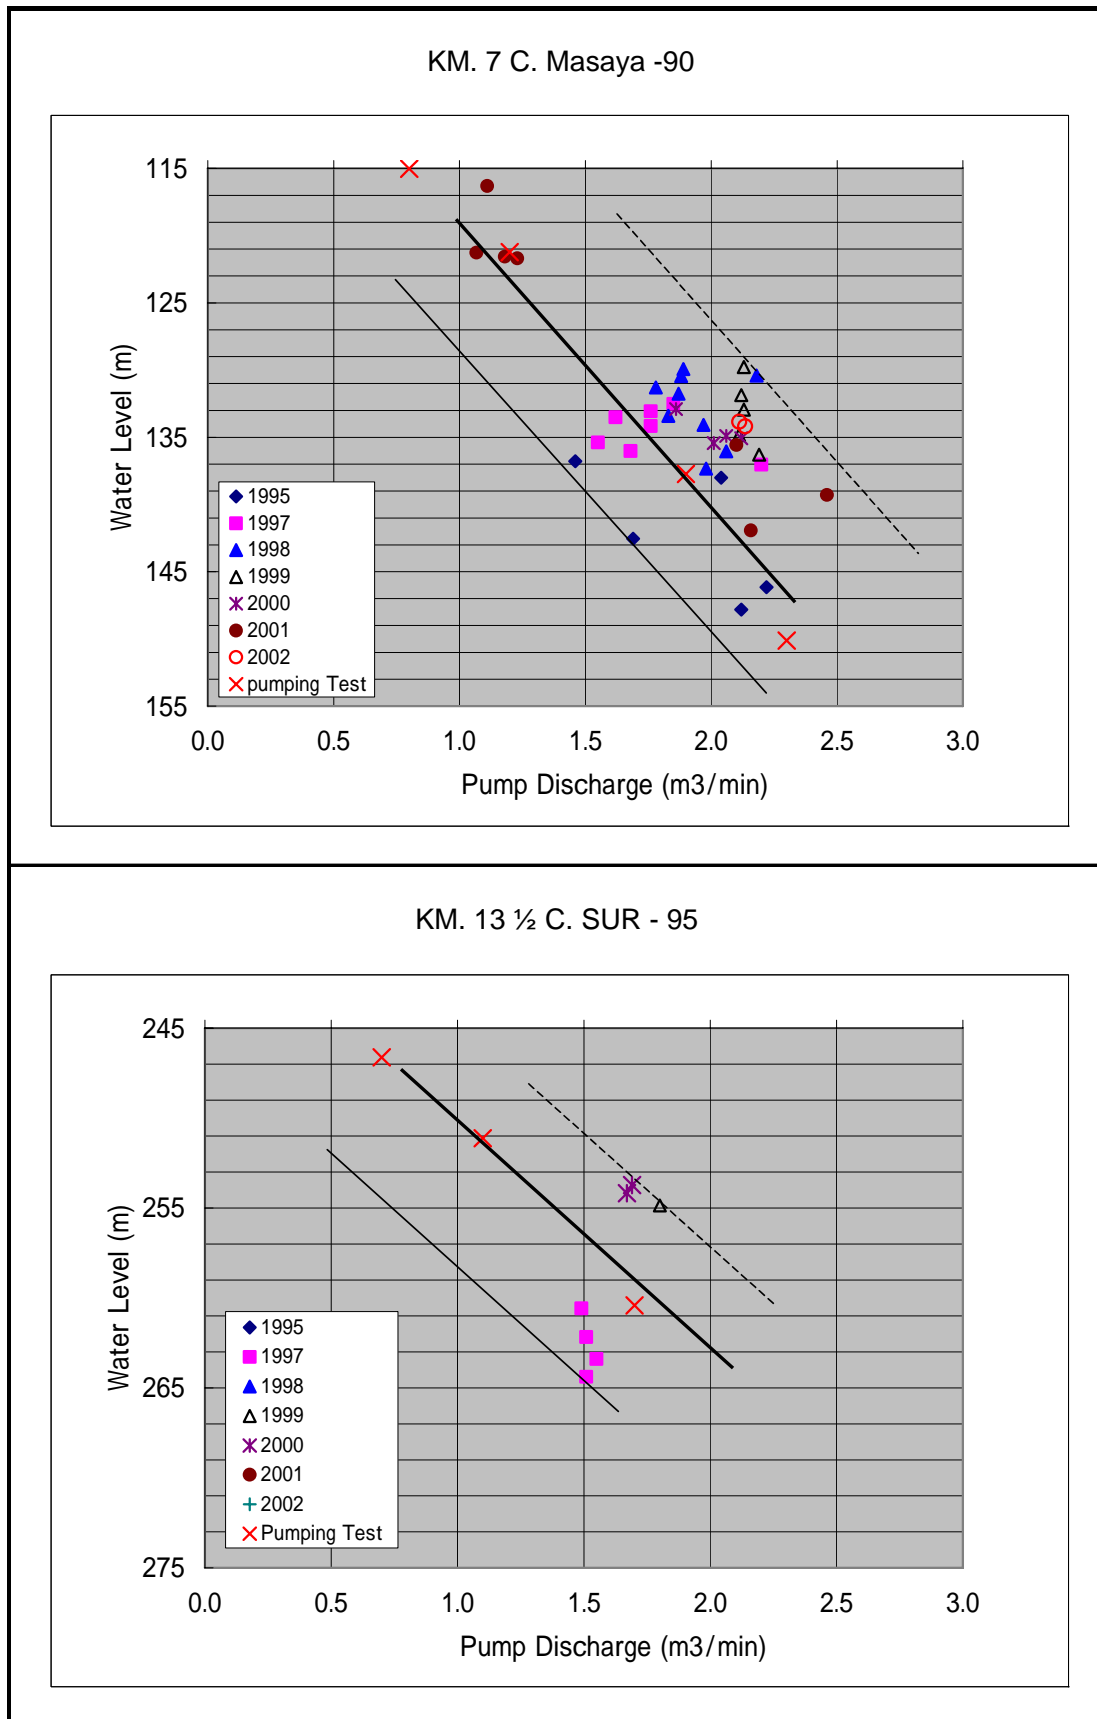 KM. 7 C. Masaya -90
115
125
135
145
155
Water Level (m)
1995
1997
1998
1999
2000
2001
2002
pumping Test
0.0 0.5 1.0 1.5 2.0 2.5 3.0
Pump Discharge (m3/min)
KM. 13 ½ C. SUR - 95
245
255
265
275
Water Level (m)
1995
1997
1998
1999
2000
2001
2002
Pumping Test
0.0 0.5 1.0 1.5 2.0 2.5 3.0
Pump Discharge (m3/min)